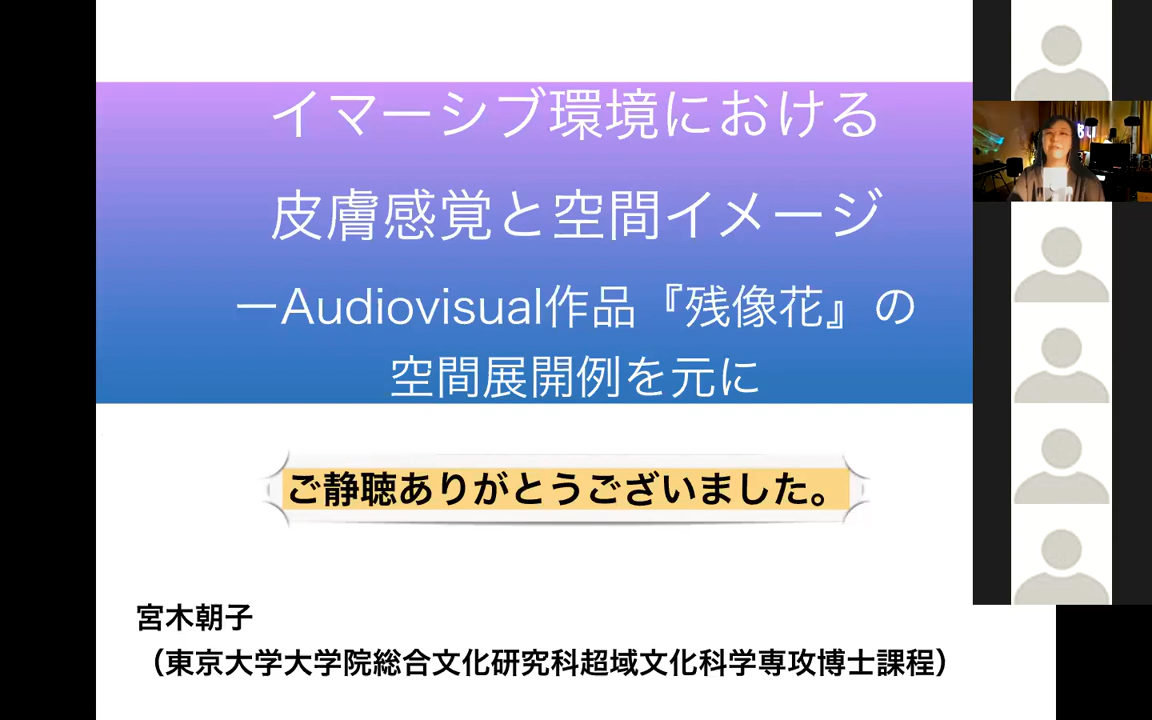 イマーシブ環境における
皮膚感覚と空間イメージ
―Audiovisual作品『残像花』の
空間展開例を元に
ご静聴ありがとうございました。
宮木朝子
（東京大学大学院総合文化研究科超域文化科学専攻博士課程）